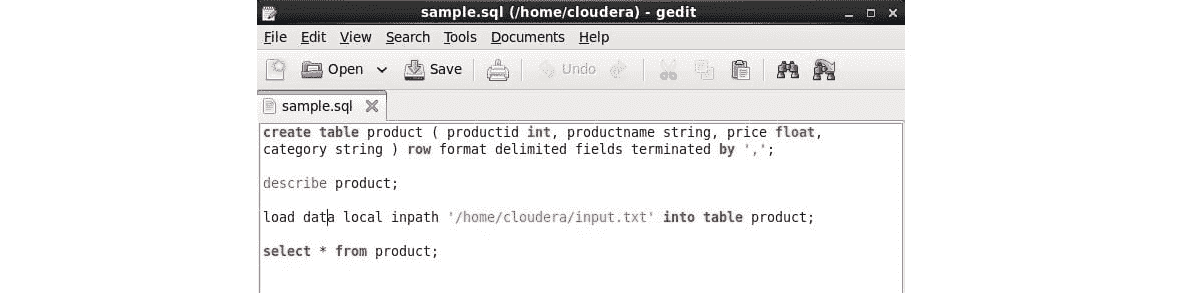 sample.sql (/home/cloudera) - gedit
File Edit View Search Tools Documents Help
Open Save Undo
sample.sql
create table product ( productid int, productname string, price float,
category string ) row format delimited fields terminated by ',';
describe product;
load data local inpath '/home/cloudera/input.txt' into table product;
select * from product;